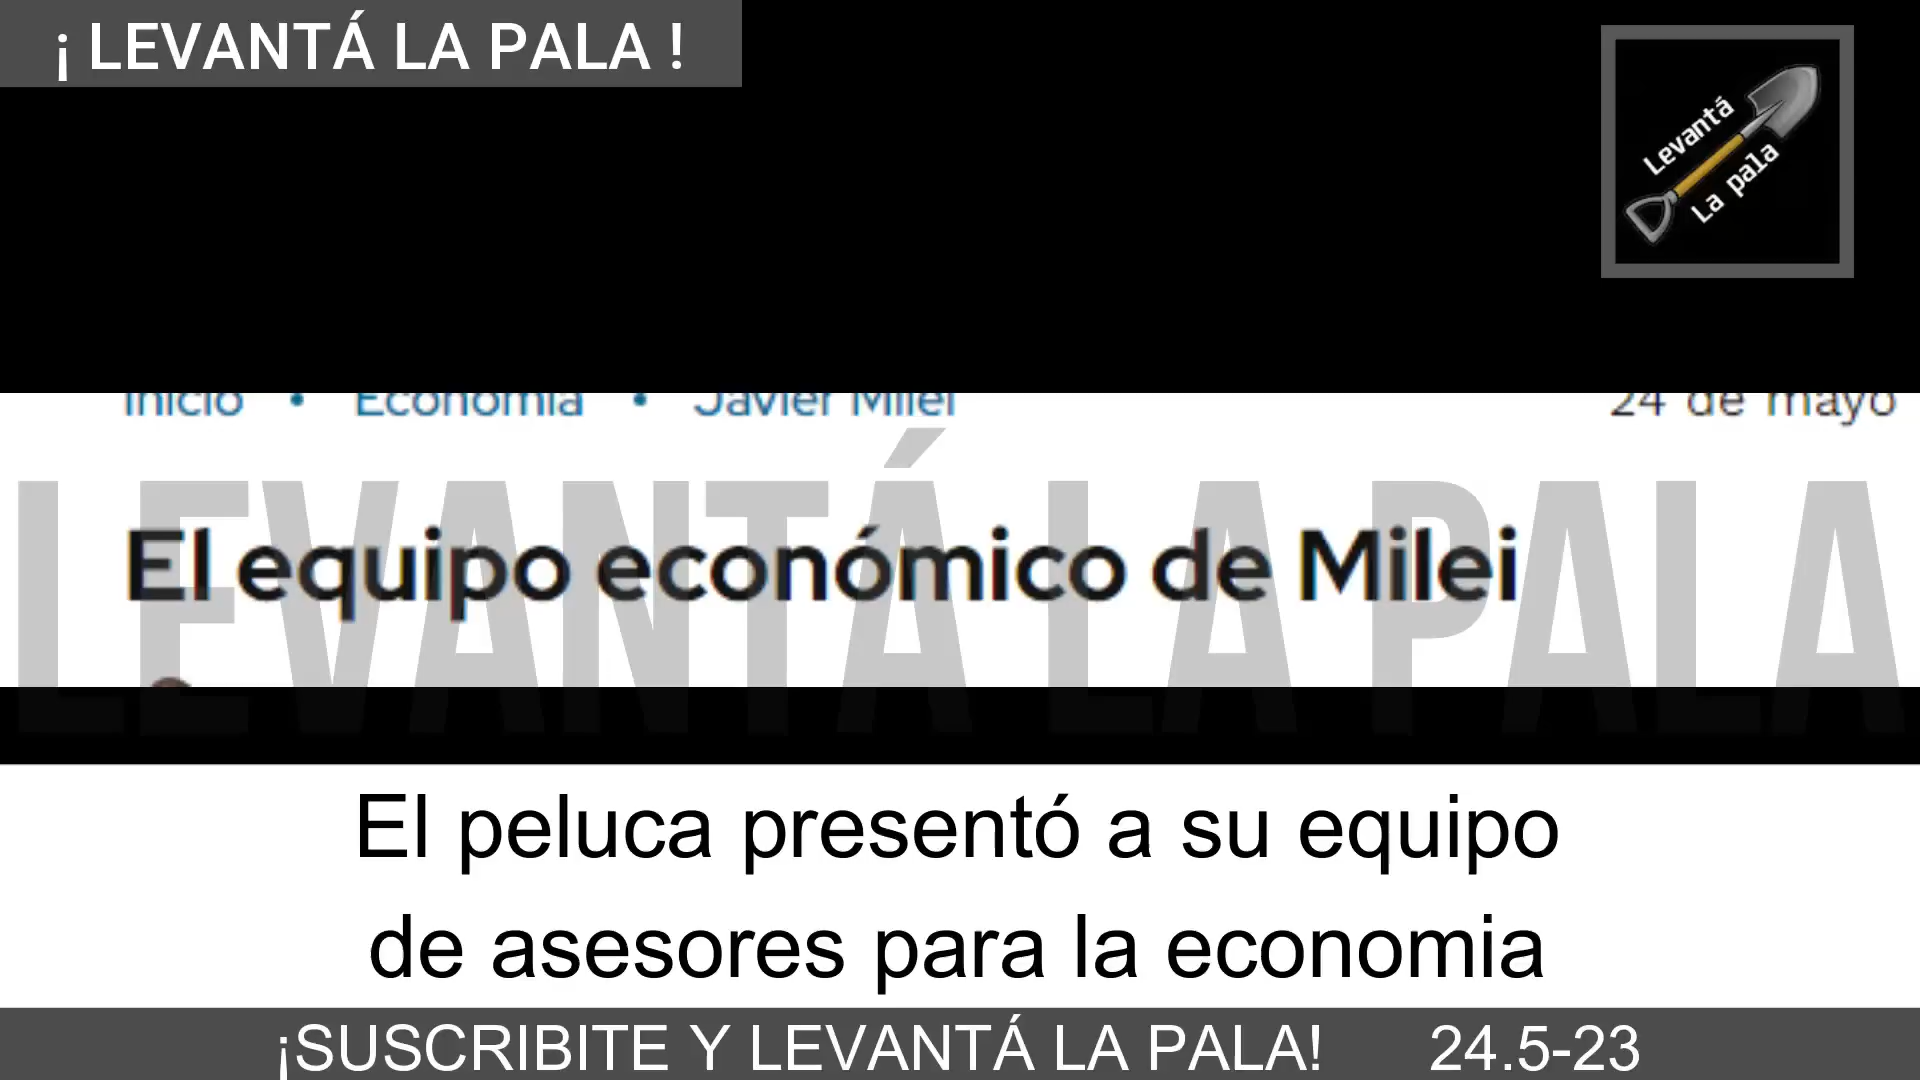 ¡ LEVANTÁ LA PALA !
Levantá
La pala
Inicio • Economía • Javier Milei 24 de mayo
LEVANTÁ LA PALA
El equipo económico de Milei
El peluca presentó a su equipo
de asesores para la economia
¡SUSCRIBITE Y LEVANTÁ LA PALA! 24.5-23